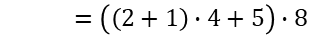 = ((2 + 1) ⋅ 4 + 5) ⋅ 8